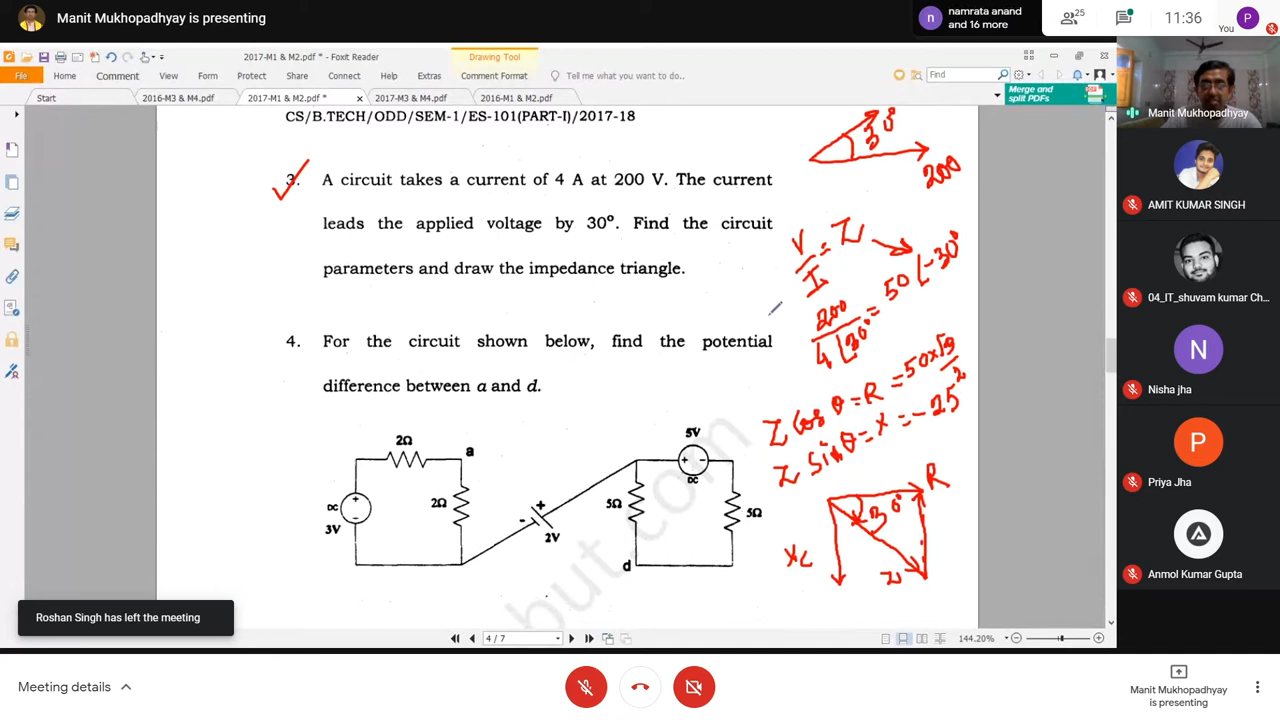 Manit Mukhopadhyay is presenting
namrata anand
and 16 more
25
11:36
P
You
n
2017-M1 & M2.pdf * - Foxit Reader
Drawing Tool
File
Home
Comment
View
Form
Protect
Share
Connect
Help
Extras
Comment Format
Tell me what you want to do..
Find
Start
2016-M3 & M4.pdf
2017-M1 & M2.pdf *
2017-M3 & M4.pdf
2016-M1 & M2.pdf
Merge and
split PDFs
CS/B.TECH/ODD/SEM-1/ES-101(PART-I)/2017-18
3. A circuit takes a current of 4 A at 200 V. The current
leads the applied voltage by 30°. Find the circuit
parameters and draw the impedance triangle.
4. For the circuit shown below, find the potential
difference between a and d.
2Ω
a
2Ω
DC
+
-
3V
+
-
2V
5V
+ -
DC
5Ω
5Ω
d
but.com
30°
200
V/I = Z
200/4∠30° = 50∠-30°
Z cos θ = R = 50×√3/2
Z sin θ = X = -25
R
30°
Xc
Z
4 / 7
144.20%
Manit Mukhopadhyay
AMIT KUMAR SINGH
04_IT_shuvam kumar Ch...
N
Nisha jha
P
Priya Jha
Anmol Kumar Gupta
Roshan Singh has left the meeting
Meeting details
Manit Mukhopadhyay
is presenting